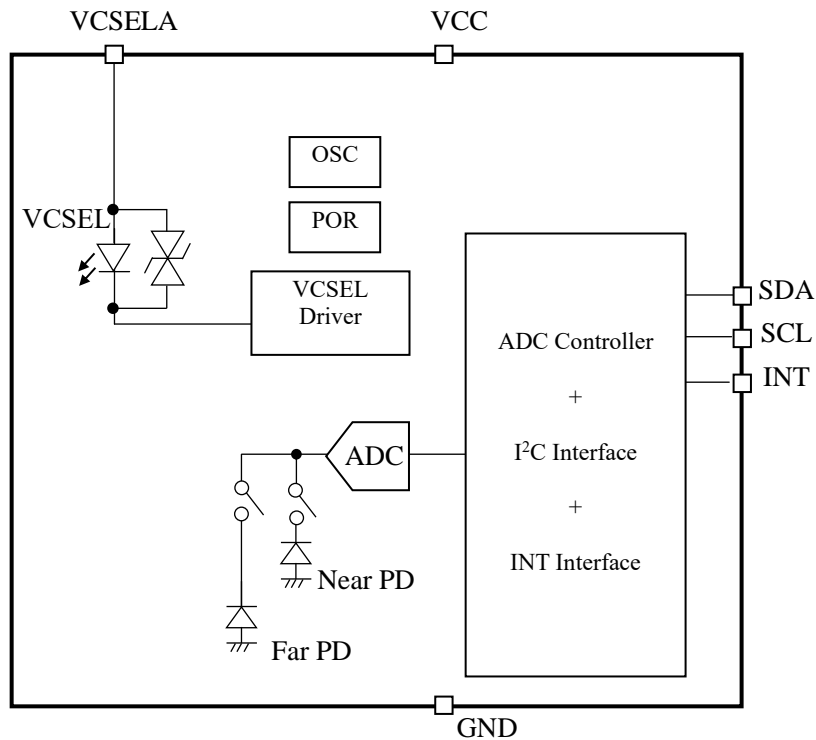 VCSELA
VCC
OSC
VCSEL
POR
VCSEL
Driver
SDA
SCL
INT
ADC Controller
+
I²C Interface
+
INT Interface
ADC
Near PD
Far PD
GND